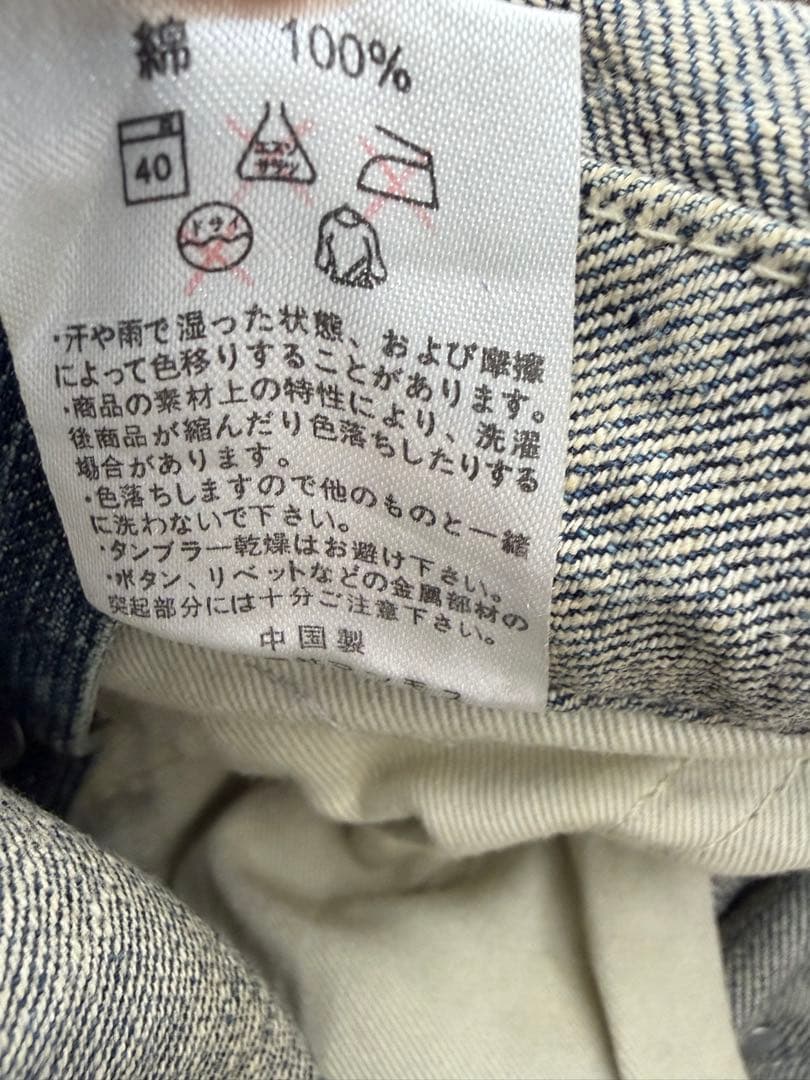 綿 100%
40
エンソ
サラシ
ドライ
・汗や雨で湿った状態、および摩擦
によって色移りすることがあります。
・商品の素材上の特性により、洗濯
後商品が縮んだり色落ちしたりする
場合があります。
・色落ちしますので他のものと一緒
に洗わないで下さい。
・タンブラー乾燥はお避け下さい。
・ボタン、リベットなどの金属部材の
突起部分には十分ご注意下さい。
中国製